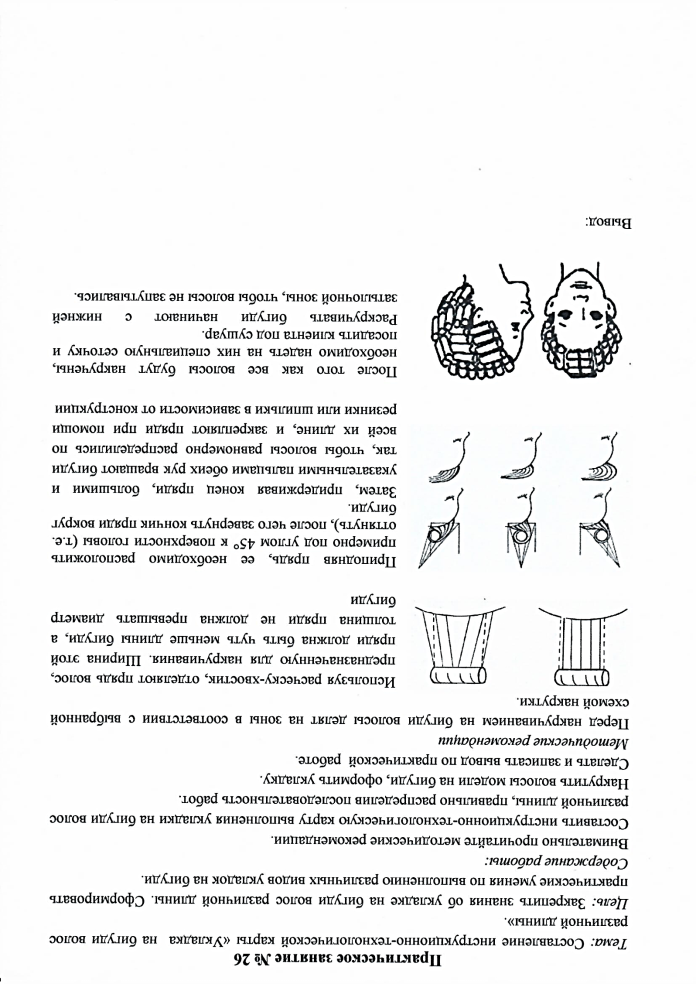 Практическое занятие № 26
Тема: Составление инструкционно-технологической карты «Укладка на бигуди волос
различной длины».
Цель: Закрепить знания об укладке на бигуди волос различной длины. Сформировать
практические умения по выполнению различных видов укладок на бигуди.
Содержание работы:
Внимательно прочитайте методические рекомендации.
Составить инструкционно-технологическую карту выполнения укладки на бигуди волос
различной длины, правильно распределив последовательность работ.
Накрутить волосы модели на бигуди, оформить укладку.
Сделать и записать вывод по практической работе.
Методические рекомендации
Перед накручиванием на бигуди волосы делят на зоны в соответствии с выбранной
схемой накрутки.
Используя расческу-хвостик, отделяют прядь волос,
предназначенную для накручивания. Ширина этой
пряди должна быть чуть меньше длины бигуди, а
толщина пряди не должна превышать диаметр
бигуди
Приподняв прядь, ее необходимо расположить
примерно под углом 45° к поверхности головы (т.е.
оттянуть), после чего завернуть кончик пряди вокруг
бигуди.
Затем, придерживая конец пряди, большими и
указательными пальцами обеих рук вращают бигуди
так, чтобы волосы равномерно распределились по
всей их длине, и закрепляют пряди при помощи
резинки или шпильки в зависимости от конструкции
После того как все волосы будут накручены,
необходимо надеть на них специальную сеточку и
посадить клиента под сушуар.
Раскручивать бигуди начинают с нижней
затылочной зоны, чтобы волосы не запутывались.
Вывод: